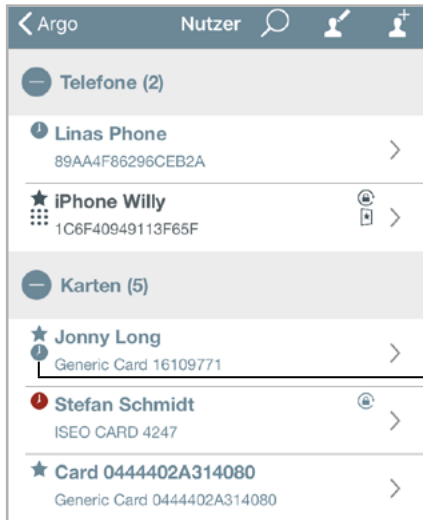 Argo Nutzer
Telefone (2)
Linas Phone
89AA4F86296CEB2A
iPhone Willy
1C6F40949113F65F
Karten (5)
Jonny Long
Generic Card 16109771
Stefan Schmidt
ISEO CARD 4247
Card 0444402A314080
Generic Card 0444402A314080